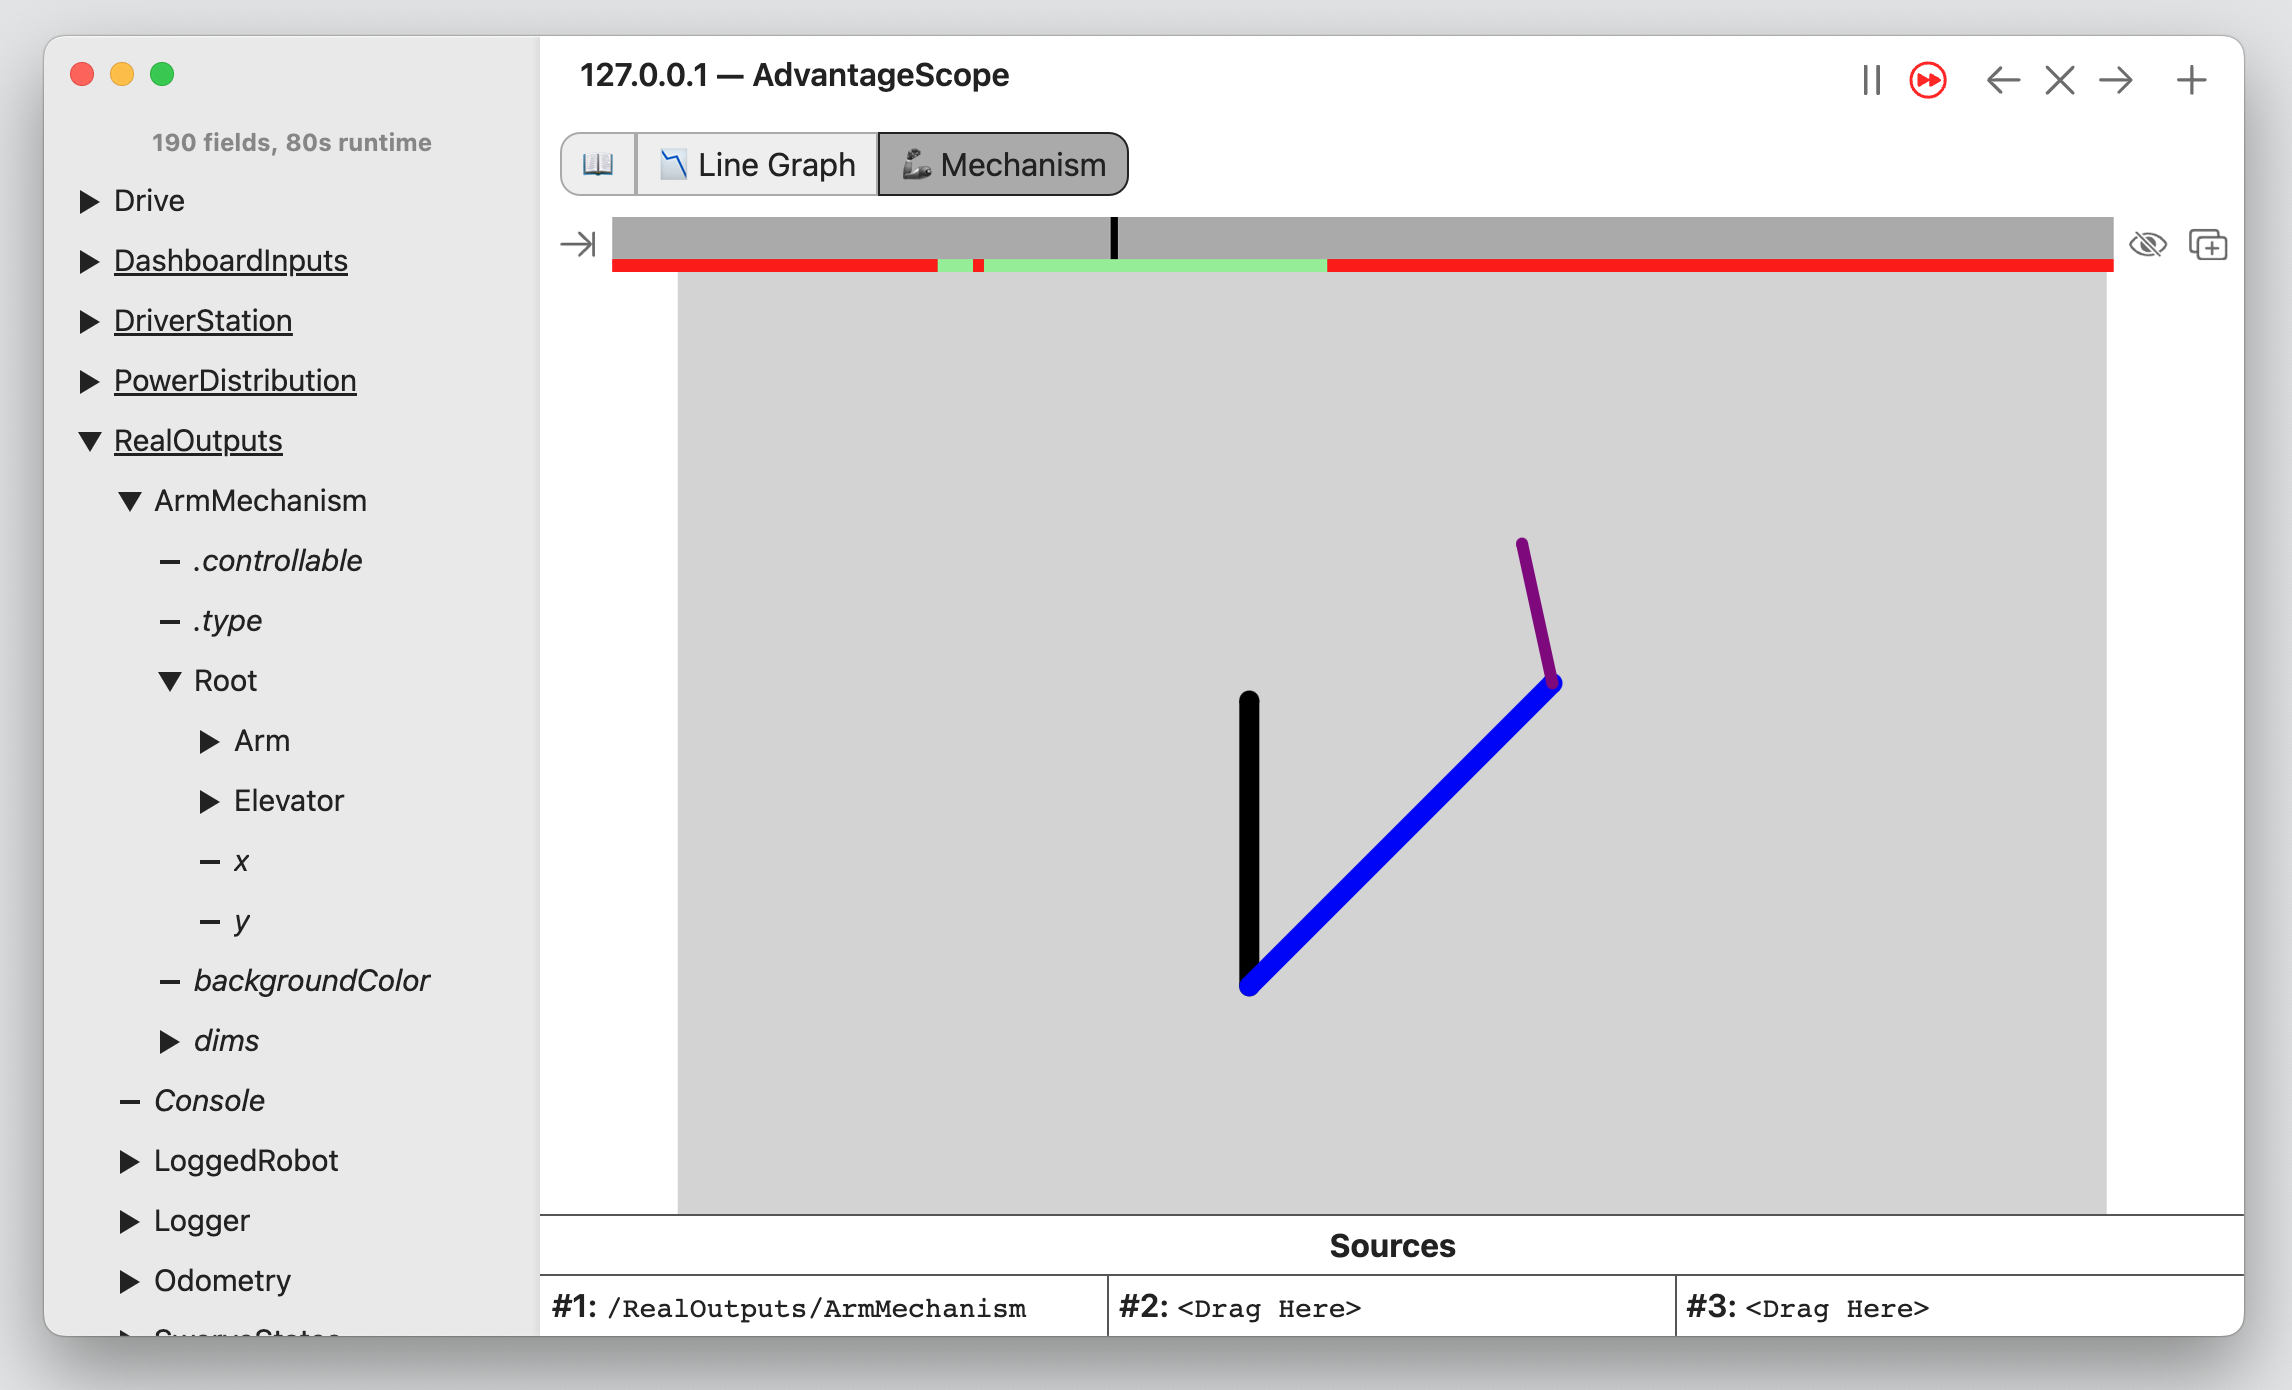 127.0.0.1 — AdvantageScope
190 fields, 80s runtime
Drive
DashboardInputs
DriverStation
PowerDistribution
RealOutputs
ArmMechanism
.controllable
.type
Root
Arm
Elevator
x
y
backgroundColor
dims
Console
LoggedRobot
Logger
Odometry
Line Graph
Mechanism
Sources
#1: /RealOutputs/ArmMechanism
#2: <Drag Here>
#3: <Drag Here>